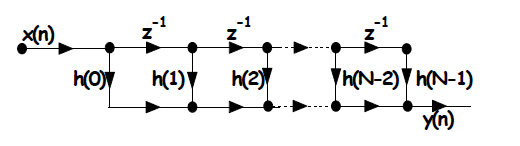 x(n) z⁻¹ z⁻¹ z⁻¹
h(0) h(1) h(2) h(N-2) h(N-1)
y(n)